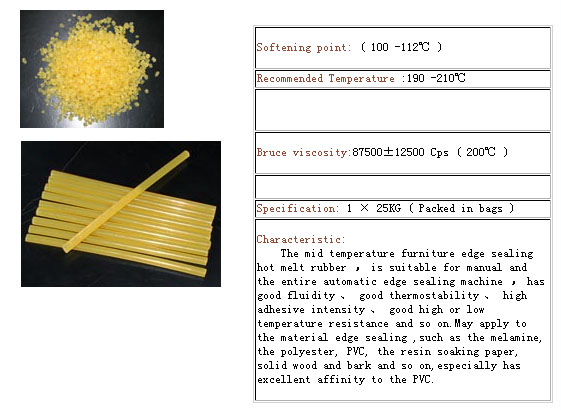 Softening point: ( 100 -112℃ )
Recommended Temperature :190 -210℃
Bruce viscosity:87500±12500 Cps ( 200℃ )
Specification: 1 × 25KG ( Packed in bags )
Characteristic:
The mid temperature furniture edge sealing
hot melt rubber , is suitable for manual and
the entire automatic edge sealing machine , has
good fluidity 、 good thermostability 、 high
adhesive intensity 、 good high or low
temperature resistance and so on.May apply to
the material edge sealing ,such as the melamine,
the polyester, PVC, the resin soaking paper,
solid wood and bark and so on,especially has
excellent affinity to the PVC.